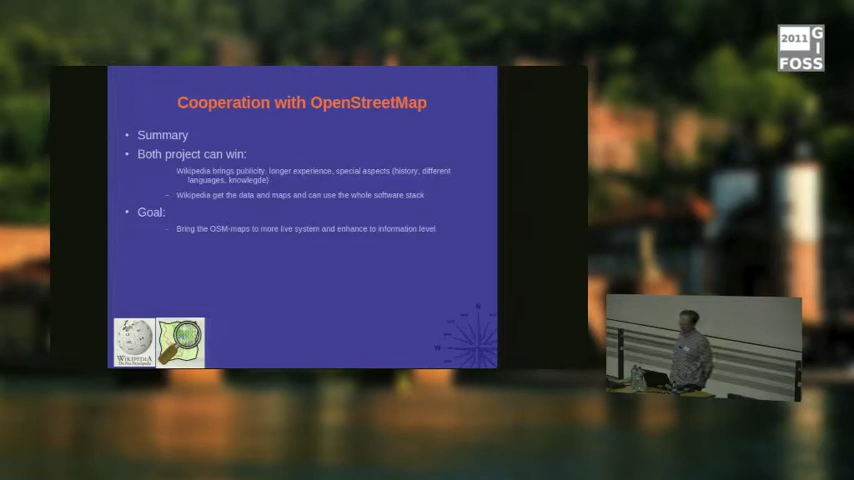 2011 GI
FOSS
Cooperation with OpenStreetMap
• Summary
• Both project can win:
Wikipedia brings publicity, longer experience, special aspects (history, different
languages, knowlegde)
– Wikipedia get the data and maps and can use the whole software stack
• Goal:
- Bring the OSM-maps to more live system and enhance to information level
WIKIPEDIA
N
W